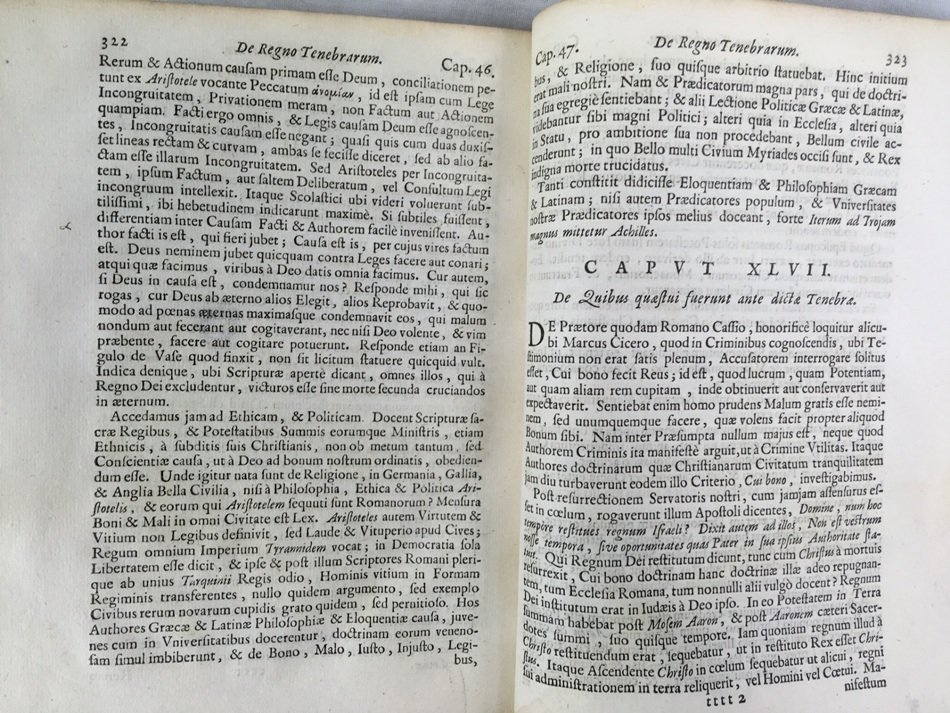 322
De Regno Tenebrarum.
Cap. 46.
Rerum & Actionum causam primam esse Deum, conciliationem pe-
tunt ex Aristotele vocante Peccatum ἀνομίαν, id est ipsam cum Lege
Incongruitatem, Privationem meram, non Factum aut Actionem
quampiam. Facti ergo omnis, & Legis causam Deum esse agnoscen-
tes, Incongruitatis causam esse negant; quasi quis cum duas duxis-
set lineas rectam & curvam, ambas se fecisse diceret, sed ab alio fa-
ctam esse illarum Incongruitatem. Sed Aristoteles per Incongruita-
tem, ipsum Factum, aut saltem Deliberatum, vel Consultum Legi
incongruum intellexit. Itaque Scholastici ubi videri voluerunt sub-
tilissimi, ibi hebetudinem indicarunt maximè. Si subtiles fuissent,
differentiam inter Causam Facti & Authorem facilè invenissent. Au-
thor facti is est, qui fieri jubet; Causa est is, per cujus vires factum
est. Deus neminem jubet quicquam contra Leges facere aut conari;
atqui quæ facimus, viribus à Deo datis omnia facimus. Cur autem,
si Deus in causa est, condemnamur nos? Responde mihi, qui sic
rogas, cur Deus ab æterno alios Elegit, alios Reprobavit, & quo-
modo ad pœnas æternas maximasque condemnavit eos, qui malum
nondum aut fecerant aut cogitaverant, nec nisi Deo volente, & vim
præbente, facere aut cogitare potuerunt. Responde etiam an Fi-
gulo de Vase quod finxit, non sit licitum statuere quicquid vult.
Indica denique, ubi Scripturæ apertè dicant, omnes illos, qui à
Regno Dei excludentur, victuros esse sine morte secunda cruciandos
in æternum.
Accedamus jam ad Ethicam, & Politicam. Docent Scripturæ sa-
cræ Regibus, & Potestatibus Summis eorumque Ministris, etiam
Ethnicis, à subditis suis Christianis, non ob metum tantum, sed
Conscientiæ causa, ut à Deo ad bonum nostrum ordinatis, obedien-
dum esse. Unde igitur nata sunt de Religione, in Germania, Gallia,
& Anglia Bella Civilia, nisi à Philosophia, Ethica & Politica Ari-
stotelis, & eorum qui Aristotelem sequuti sunt Romanorum? Mensura
Boni & Mali in omni Civitate est Lex. Aristoteles autem Virtutem &
Vitium non Legibus definivit, sed Laude & Vituperio apud Cives;
Regum omnium Imperium Tyrannidem vocat; in Democratia sola
Libertatem esse dicit, & ipse & post illum Scriptores Romani pleri-
que ab unius Tarquinii Regis odio, Hominis vitium in Formam
Regiminis transferentes, nullo quidem argumento, sed exemplo
Civibus rerum novarum cupidis grato quidem, sed pernitioso. Hos
Authores Græcæ & Latinæ Philosophiæ & Eloquentiæ causa, juve-
nes cum in Vniversitatibus docerentur, doctrinam eorum veneno-
sam simul imbiberunt, & de Bono, Malo, Iusto, Injusto, Legi-
bus,
Cap. 47.
De Regno Tenebrarum.
323
bus, & Religione, suo quisque arbitrio statuebat. Hinc initium
erat mali nostri. Nam & Prædicatorum magna pars, qui de doctri-
na sua egregiè sentiebant; & alii Lectione Politicæ Græcæ & Latinæ,
videbantur sibi magni Politici; alteri quia in Ecclesia, alteri quia
in Statu, pro ambitione sua non procedebant, Bellum civile ac-
cenderunt; in quo Bello multi Civium Myriades occisi sunt, & Rex
indigna morte trucidatus.
Tanti constitit didicisse Eloquentiam & Philosophiam Græcam
& Latinam; nisi autem Prædicatores populum, & Vniversitates
nostræ Prædicatores ipsos melius doceant, forte Iterum ad Trojam
magnus mittetur Achilles.
CAPVT XLVII.
De Quibus quæstui fuerunt ante dictæ Tenebræ.
DE Prætore quodam Romano Cassio, honorificè loquitur alicu-
bi Marcus Cicero, quod in Criminibus cognoscendis, ubi Te-
stimonium non erat satis plenum, Accusatorem interrogare solitus
esset, Cui bono fecit Reus; id est, quod lucrum, quam Potentiam,
aut quam aliam rem cupitam, inde obtinuerit aut conservaverit aut
expectaverit. Sentiebat enim homo prudens Malum gratis esse nemi-
nem, sed unumquemque facere, quæ volens facit propter aliquod
Bonum sibi. Nam inter Præsumpta nullum majus est, neque quod
Authorem Criminis ita manifestè arguit, ut à Crimine Vtilitas. Itaque
Authores doctrinarum quæ Christianarum Civitatum tranquilitatem
jam diu turbaverunt eodem illo Criterio, Cui bono, investigabimus.
Post resurrectionem Servatoris nostri, cum jamjam assensurus es-
set in cœlum, rogaverunt illum Apostoli dicentes, Domine, num hoc
tempore restitues regnum Israeli? Dixit autem ad illos, Non est vestrum
nosse tempora, sive oportunitates quas Pater in sua ipsius Authoritate sta-
tuit. Qui Regnum Dei restitutum dicunt, tunc cum Christus à mortuis
resurrexit, Cui bono doctrinam hanc doctrinæ illæ adeo repugnan-
tem, tum Ecclesia Romana, tum nonnulli alii vulgò docent? Regnum
Dei institutum erat in Iudæis à Deo ipso. In eo Potestatem in Terra
summam habebat post Mosem Aaron, & post Aaronem cæteri Sacer-
dotes summi, suo quisque tempore. Iam quoniam regnum illud à
Christo restituendum erat, sequebatur, ut in restituto Rex esset Chri-
stus. Itaque Ascendente Christo in cœlum sequebatur ut alicui, regni
sui administrationem in terra reliquerit, vel Homini vel Cœtui. Ma-
tttt 2
nifestum